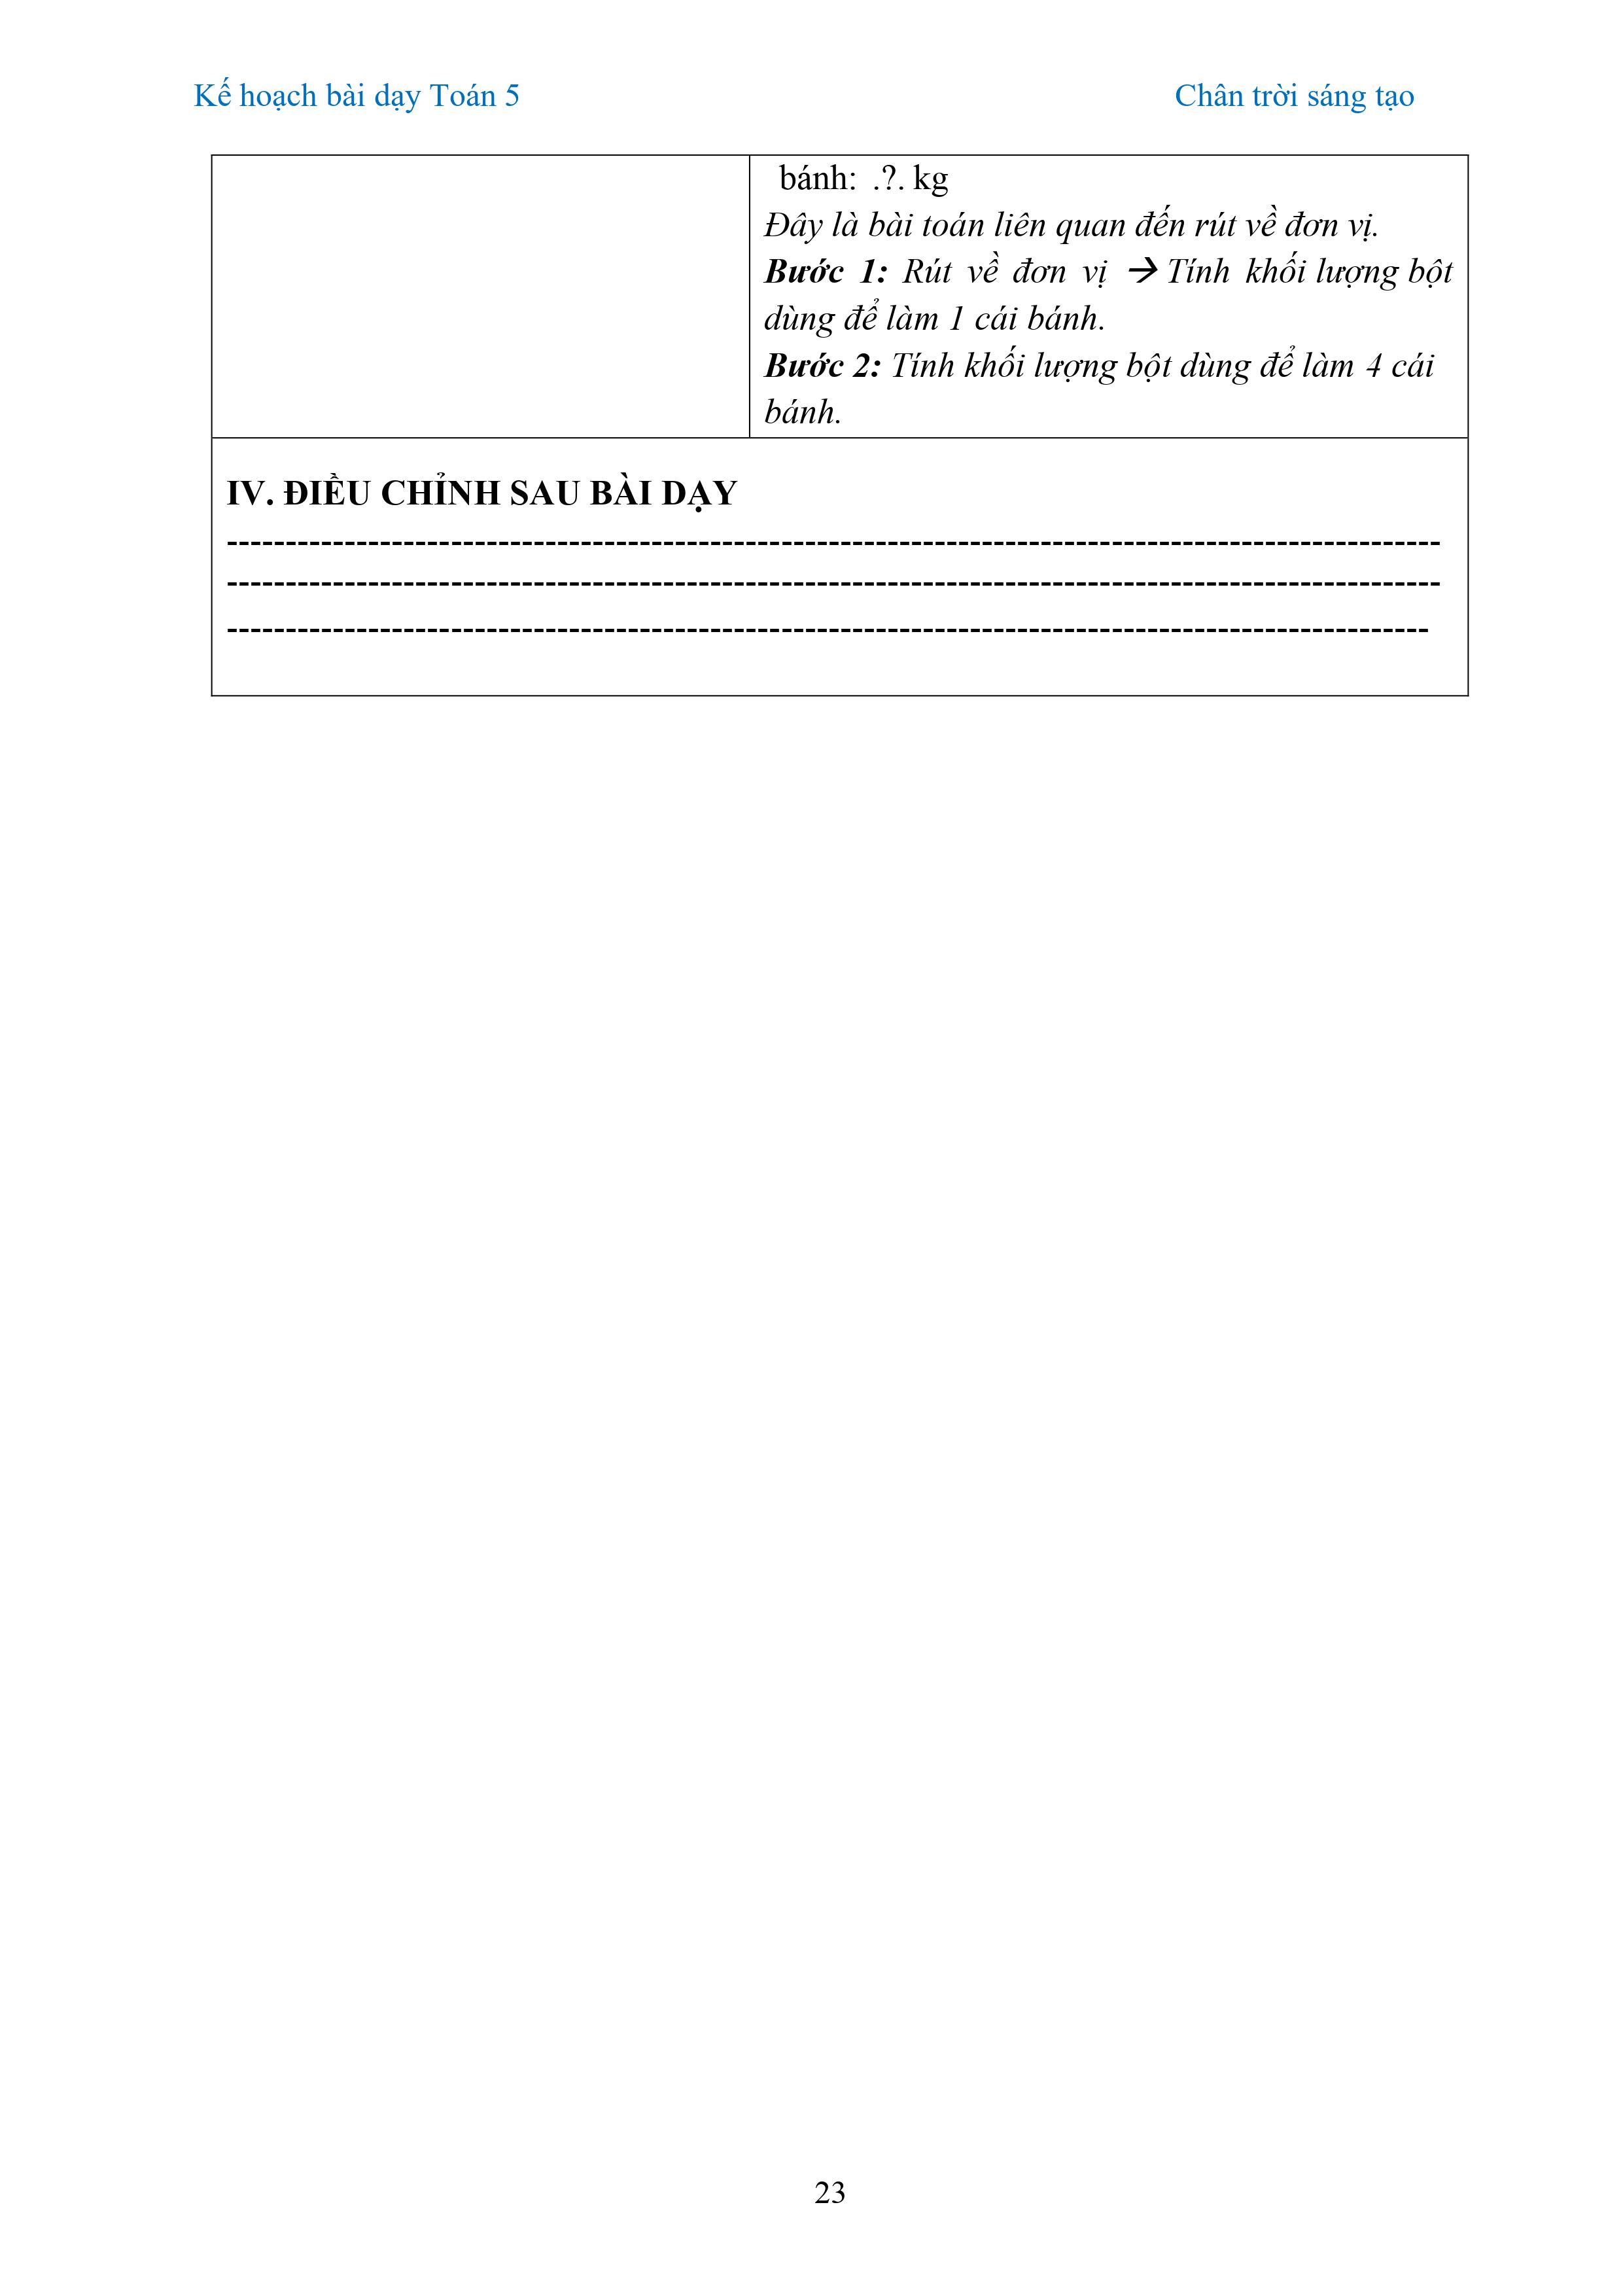 Kế hoạch bài dạy Toán 5 Chân trời sáng tạo
bánh: .?. kg
Đây là bài toán liên quan đến rút về đơn vị.
Bước 1: Rút về đơn vị → Tính khối lượng bột
dùng để làm 1 cái bánh.
Bước 2: Tính khối lượng bột dùng để làm 4 cái
bánh.
IV. ĐIỀU CHỈNH SAU BÀI DẠY
-------------------------------------------------------------------------------------------------------
-------------------------------------------------------------------------------------------------------
------------------------------------------------------------------------------------------------------
23